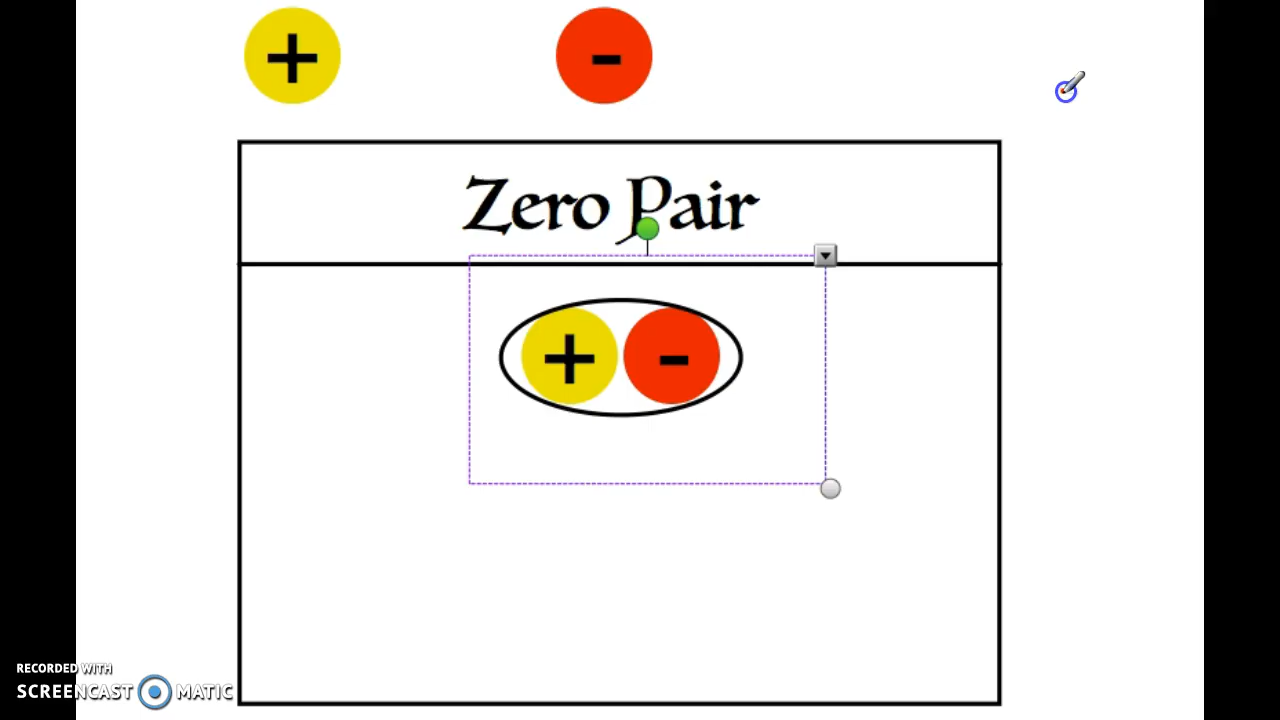 + -
Zero Pair
+ -
RECORDED WITH
SCREENCAST MATIC